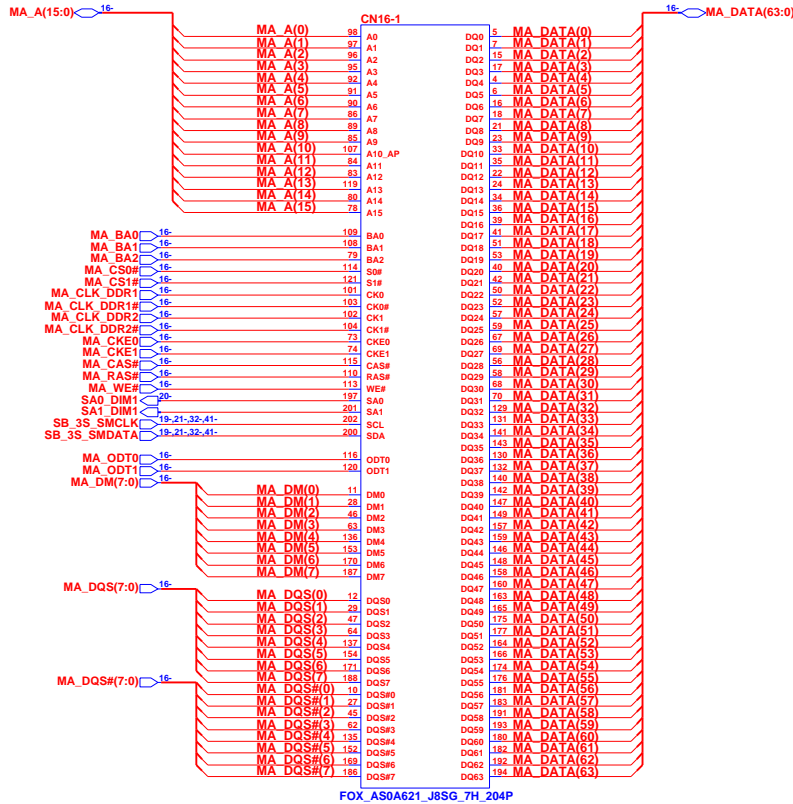 MA_A(15:0) 16- CN16-1 16- MA_DATA(63:0)
MA_A(0) 98 A0 DQ0 5 MA_DATA(0)
MA_A(1) 97 A1 DQ1 7 MA_DATA(1)
MA_A(2) 96 A2 DQ2 15 MA_DATA(2)
MA_A(3) 95 A3 DQ3 17 MA_DATA(3)
MA_A(4) 92 A4 DQ4 4 MA_DATA(4)
MA_A(5) 91 A5 DQ5 6 MA_DATA(5)
MA_A(6) 90 A6 DQ6 16 MA_DATA(6)
MA_A(7) 86 A7 DQ7 18 MA_DATA(7)
MA_A(8) 89 A8 DQ8 21 MA_DATA(8)
MA_A(9) 85 A9 DQ9 23 MA_DATA(9)
MA_A(10) 107 A10_AP DQ10 33 MA_DATA(10)
MA_A(11) 84 A11 DQ11 35 MA_DATA(11)
MA_A(12) 83 A12 DQ12 22 MA_DATA(12)
MA_A(13) 119 A13 DQ13 24 MA_DATA(13)
MA_A(14) 80 A14 DQ14 34 MA_DATA(14)
MA_A(15) 78 A15 DQ15 36 MA_DATA(15)
DQ16 39 MA_DATA(16)
MA_BA0 16- 109 BA0 DQ17 41 MA_DATA(17)
MA_BA1 16- 108 BA1 DQ18 51 MA_DATA(18)
MA_BA2 16- 79 BA2 DQ19 53 MA_DATA(19)
MA_CS0# 16- 114 S0# DQ20 40 MA_DATA(20)
MA_CS1# 16- 121 S1# DQ21 42 MA_DATA(21)
MA_CLK_DDR1 16- 101 CK0 DQ22 50 MA_DATA(22)
MA_CLK_DDR1# 16- 103 CK0# DQ23 52 MA_DATA(23)
MA_CLK_DDR2 16- 102 CK1 DQ24 57 MA_DATA(24)
MA_CLK_DDR2# 16- 104 CK1# DQ25 59 MA_DATA(25)
MA_CKE0 16- 73 CKE0 DQ26 67 MA_DATA(26)
MA_CKE1 16- 74 CKE1 DQ27 69 MA_DATA(27)
MA_CAS# 16- 115 CAS# DQ28 56 MA_DATA(28)
MA_RAS# 16- 110 RAS# DQ29 58 MA_DATA(29)
MA_WE# 16- 113 WE# DQ30 68 MA_DATA(30)
SA0_DIM1 20- 197 SA0 DQ31 70 MA_DATA(31)
SA1_DIM1 201 SA1 DQ32 129 MA_DATA(32)
SB_3S_SMCLK 19-,21-,32-,41- 202 SCL DQ33 131 MA_DATA(33)
SB_3S_SMDATA 19-,21-,32-,41- 200 SDA DQ34 141 MA_DATA(34)
DQ35 143 MA_DATA(35)
MA_ODT0 16- 116 ODT0 DQ36 130 MA_DATA(36)
MA_ODT1 16- 120 ODT1 DQ37 132 MA_DATA(37)
MA_DM(7:0) 16- DQ38 140 MA_DATA(38)
MA_DM(0) 11 DM0 DQ39 142 MA_DATA(39)
MA_DM(1) 28 DM1 DQ40 147 MA_DATA(40)
MA_DM(2) 46 DM2 DQ41 149 MA_DATA(41)
MA_DM(3) 63 DM3 DQ42 157 MA_DATA(42)
MA_DM(4) 136 DM4 DQ43 159 MA_DATA(43)
MA_DM(5) 153 DM5 DQ44 146 MA_DATA(44)
MA_DM(6) 170 DM6 DQ45 148 MA_DATA(45)
MA_DM(7) 187 DM7 DQ46 158 MA_DATA(46)
MA_DQS(7:0) 16- DQ47 160 MA_DATA(47)
MA_DQS(0) 12 DQS0 DQ48 163 MA_DATA(48)
MA_DQS(1) 29 DQS1 DQ49 165 MA_DATA(49)
MA_DQS(2) 47 DQS2 DQ50 175 MA_DATA(50)
MA_DQS(3) 64 DQS3 DQ51 177 MA_DATA(51)
MA_DQS(4) 137 DQS4 DQ52 164 MA_DATA(52)
MA_DQS(5) 154 DQS5 DQ53 166 MA_DATA(53)
MA_DQS(6) 171 DQS6 DQ54 174 MA_DATA(54)
MA_DQS#(7:0) 16- MA_DQS(7) 188 DQS7 DQ55 176 MA_DATA(55)
MA_DQS#(0) 10 DQS#0 DQ56 181 MA_DATA(56)
MA_DQS#(1) 27 DQS#1 DQ57 183 MA_DATA(57)
MA_DQS#(2) 45 DQS#2 DQ58 191 MA_DATA(58)
MA_DQS#(3) 62 DQS#3 DQ59 193 MA_DATA(59)
MA_DQS#(4) 135 DQS#4 DQ60 180 MA_DATA(60)
MA_DQS#(5) 152 DQS#5 DQ61 182 MA_DATA(61)
MA_DQS#(6) 169 DQS#6 DQ62 192 MA_DATA(62)
MA_DQS#(7) 186 DQS#7 DQ63 194 MA_DATA(63)
FOX_AS0A621_J8SG_7H_204P